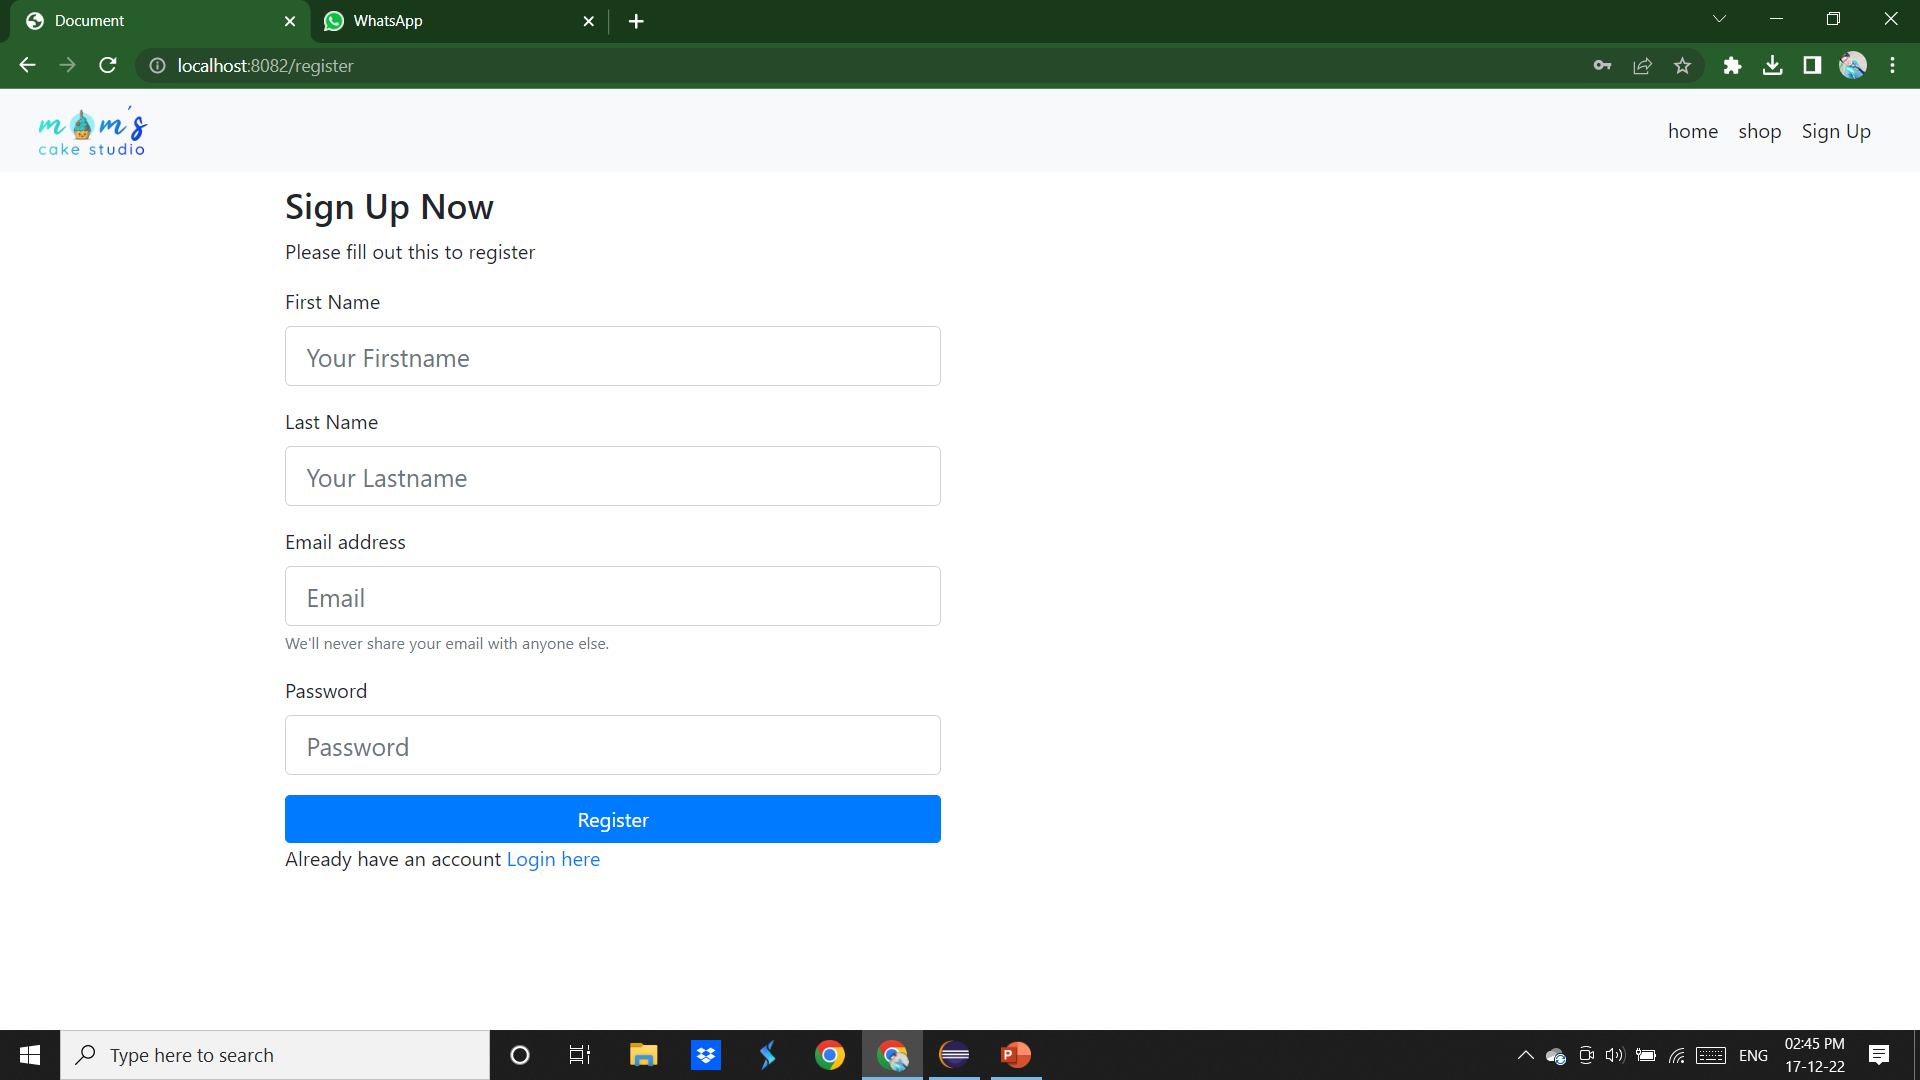 Document
WhatsApp
localhost:8082/register
mom's
cake studio
home shop Sign Up
Sign Up Now
Please fill out this to register
First Name
Your Firstname
Last Name
Your Lastname
Email address
Email
We'll never share your email with anyone else.
Password
Password
Register
Already have an account Login here
Type here to search
P
ENG
02:45 PM
17-12-22